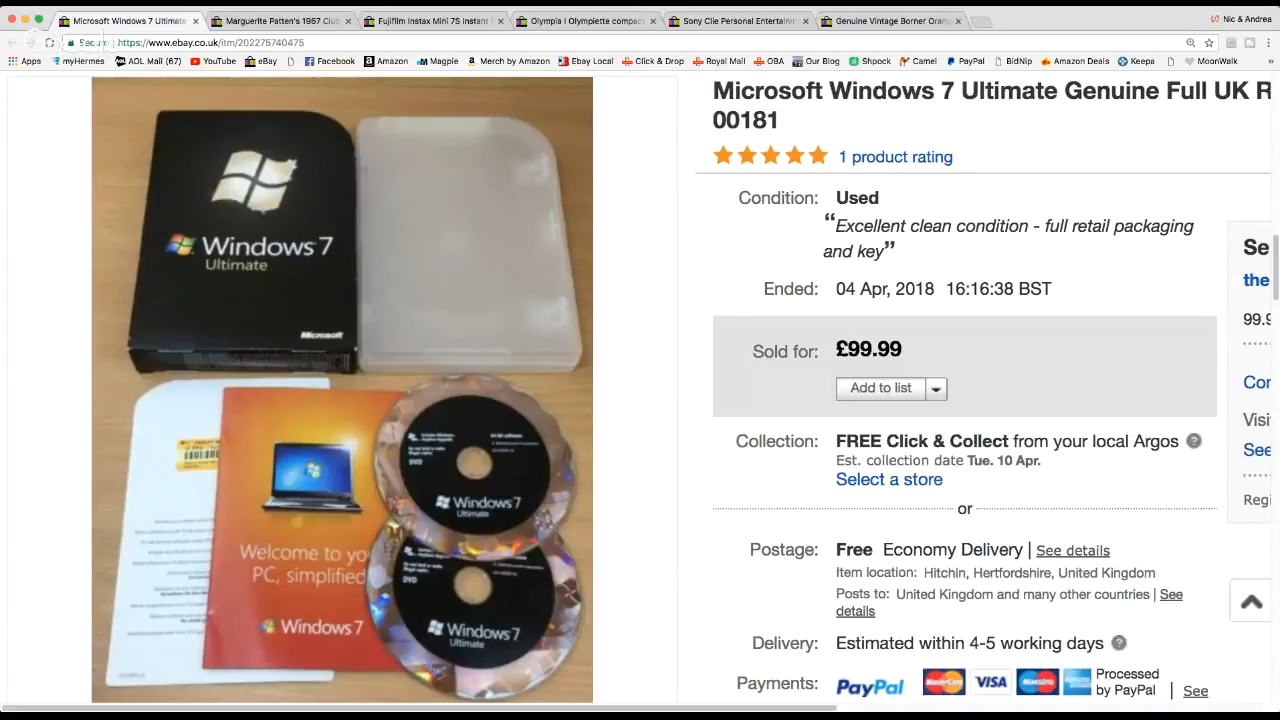 Microsoft Windows 7 Ultimate
Marguerite Patten's 1967 Club
Fujifilm Instax Mini 7S Instant
Olympia I Olympiette compac
Sony Clie Personal Entertainm
Genuine Vintage Borner Oran
Nic & Andrea
Secure https://www.ebay.co.uk/itm/202275740475
Apps myHermes AOL Mail (67) YouTube eBay Facebook Amazon Magpie Merch by Amazon Ebay Local Click & Drop Royal Mail OBA Our Blog Shpock Camel PayPal BidNip Amazon Deals Keepa MoonWalk »
Microsoft Windows 7 Ultimate Genuine Full UK R
00181
1 product rating
Condition: Used
“Excellent clean condition - full retail packaging
and key”
Ended: 04 Apr, 2018 16:16:38 BST
Sold for: £99.99
Add to list
Collection: FREE Click & Collect from your local Argos
Est. collection date Tue. 10 Apr.
Select a store
or
Postage: Free Economy Delivery | See details
Item location: Hitchin, Hertfordshire, United Kingdom
Posts to: United Kingdom and many other countries | See
details
Delivery: Estimated within 4-5 working days
Payments: PayPal MasterCard VISA Maestro Processed
by PayPal | See
Se
the
99.9
Cor
Visi
See
Regi
Windows 7
Ultimate
Microsoft
Welcome to yo
PC, simplified
Windows 7
DVD
Windows 7
Ultimate
DVD
Windows 7
Ultimate